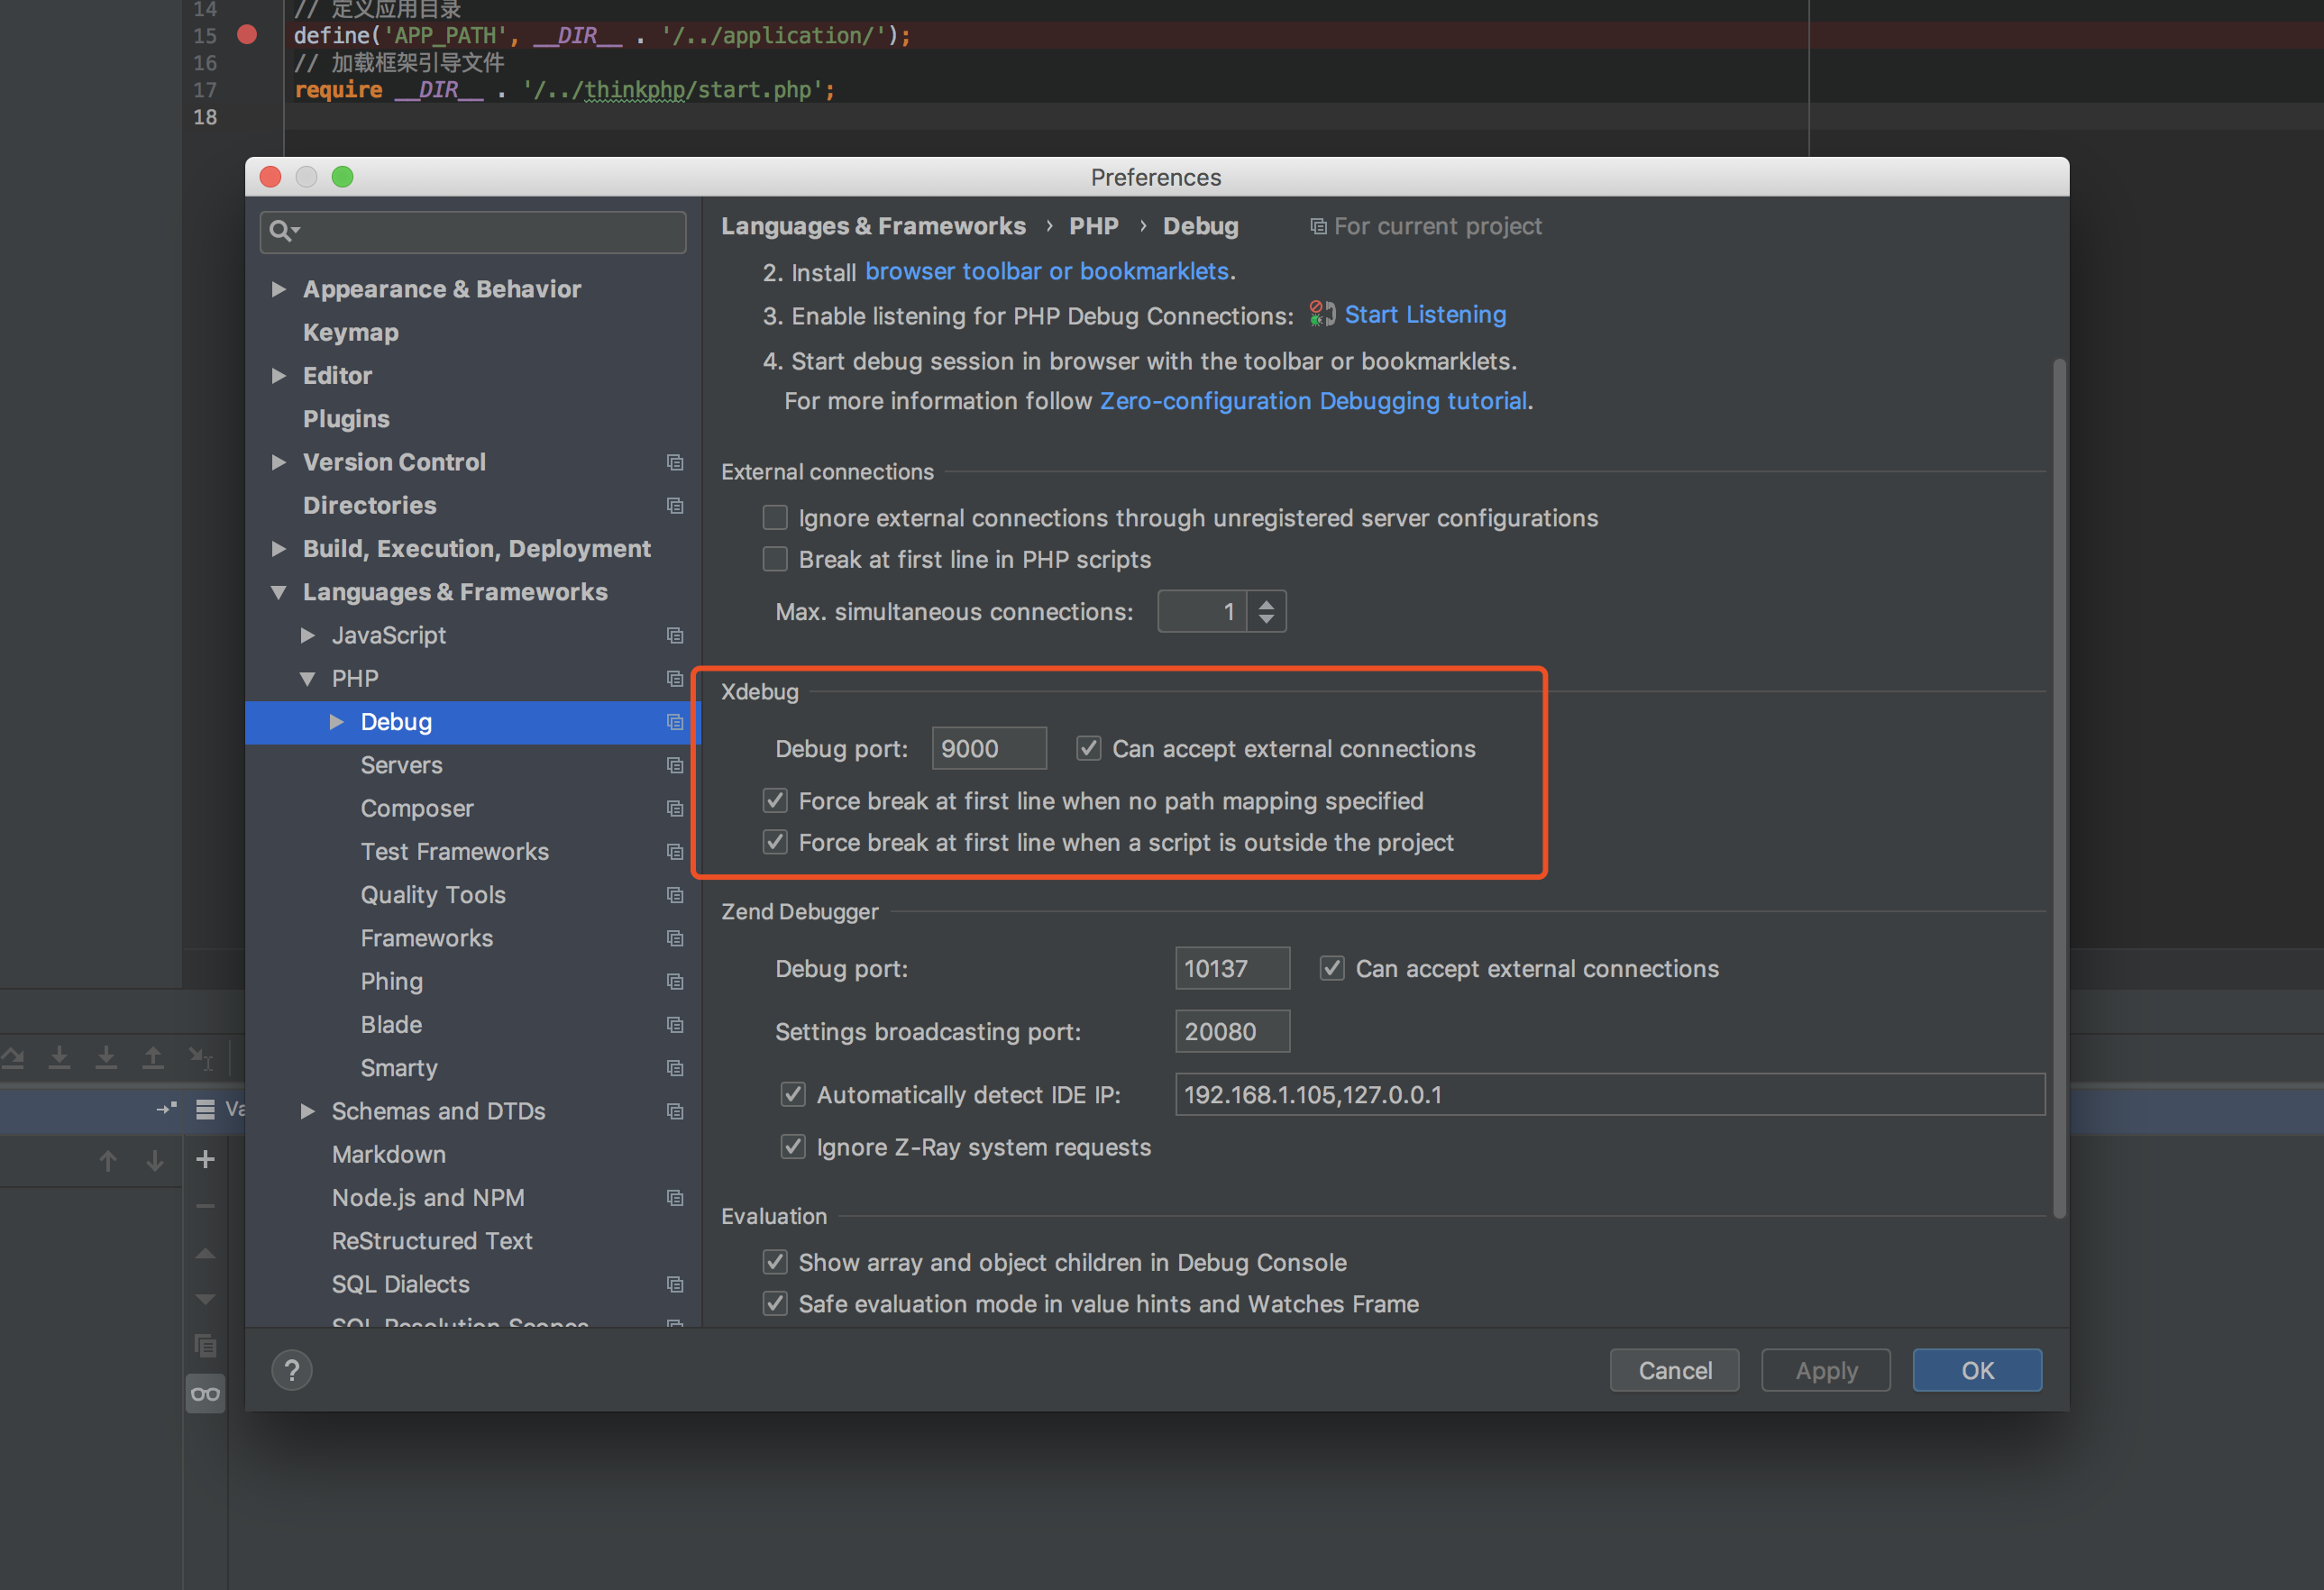 14 // 定义应用目录
15 define('APP_PATH', __DIR__ . '/../application/');
16 // 加载框架引导文件
17 require __DIR__ . '/../thinkphp/start.php';
18
Preferences
Appearance & Behavior
Keymap
Editor
Plugins
Version Control
Directories
Build, Execution, Deployment
Languages & Frameworks
JavaScript
PHP
Debug
Servers
Composer
Test Frameworks
Quality Tools
Frameworks
Phing
Blade
Smarty
Schemas and DTDs
Markdown
Node.js and NPM
ReStructured Text
SQL Dialects
SQL Resolution Scopes
Languages & Frameworks › PHP › Debug For current project
2. Install browser toolbar or bookmarklets.
3. Enable listening for PHP Debug Connections: Start Listening
4. Start debug session in browser with the toolbar or bookmarklets.
For more information follow Zero-configuration Debugging tutorial.
External connections
Ignore external connections through unregistered server configurations
Break at first line in PHP scripts
Max. simultaneous connections: 1
Xdebug
Debug port: 9000 Can accept external connections
Force break at first line when no path mapping specified
Force break at first line when a script is outside the project
Zend Debugger
Debug port: 10137 Can accept external connections
Settings broadcasting port: 20080
Automatically detect IDE IP: 192.168.1.105,127.0.0.1
Ignore Z-Ray system requests
Evaluation
Show array and object children in Debug Console
Safe evaluation mode in value hints and Watches Frame
? Cancel Apply OK
Va